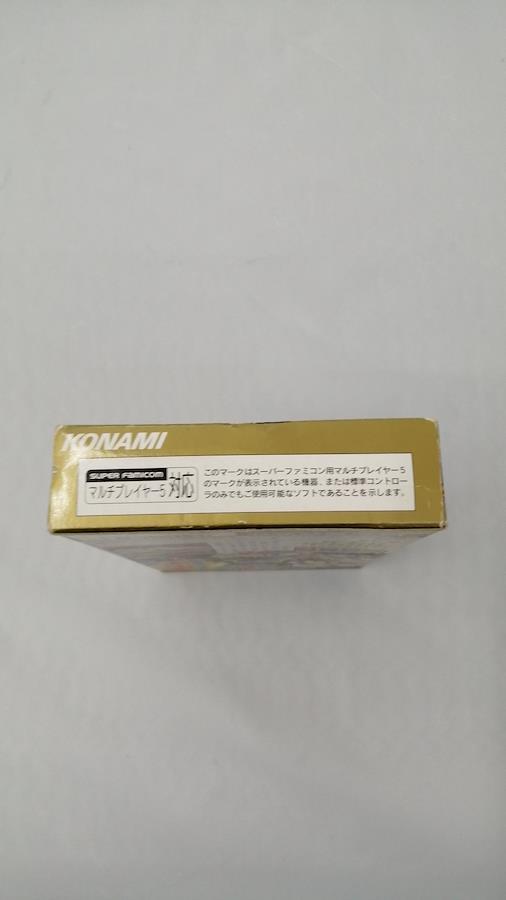 KONAMI
SUPER Famicom
マルチプレイヤー5 対応
このマークはスーパーファミコン用マルチプレイヤー5
のマークが表示されている機器、または標準コントロー
ラのみでもご使用可能なソフトであることを示します。